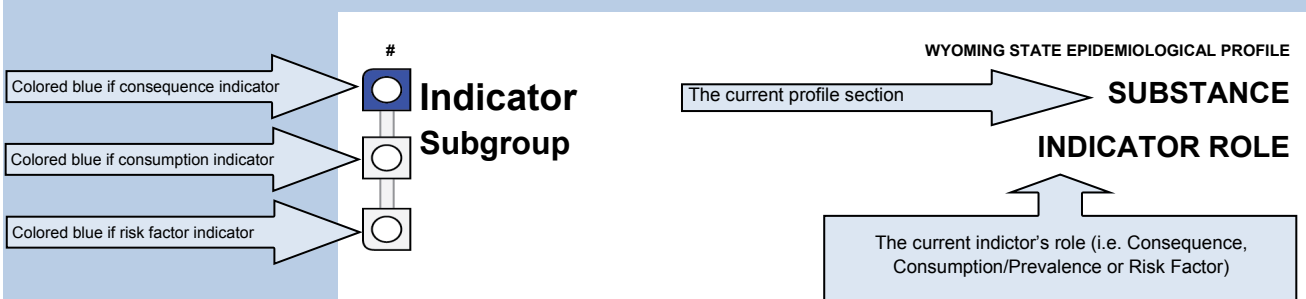 #
Colored blue if consequence indicator
Indicator
Colored blue if consumption indicator
Subgroup
Colored blue if risk factor indicator
WYOMING STATE EPIDEMIOLOGICAL PROFILE
The current profile section
SUBSTANCE
INDICATOR ROLE
The current indictor's role (i.e. Consequence,
Consumption/Prevalence or Risk Factor)